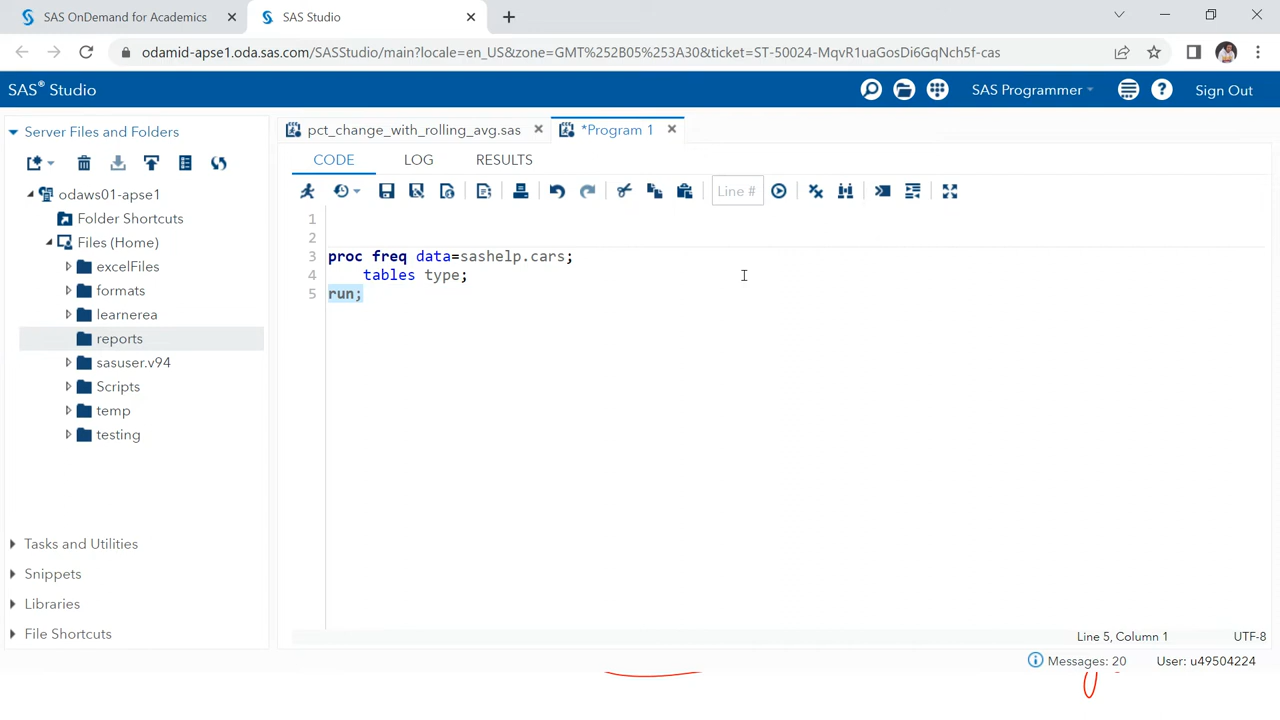 SAS OnDemand for Academics
SAS Studio
odamid-apse1.oda.sas.com/SASStudio/main?locale=en_US&zone=GMT%252B05%253A30&ticket=ST-50024-MqvR1uaGosDi6GqNch5f-cas
SAS® Studio
SAS Programmer
Sign Out
Server Files and Folders
odaws01-apse1
Folder Shortcuts
Files (Home)
excelFiles
formats
learnerea
reports
sasuser.v94
Scripts
temp
testing
Tasks and Utilities
Snippets
Libraries
File Shortcuts
pct_change_with_rolling_avg.sas
*Program 1
CODE LOG RESULTS
Line #
1
2
3 proc freq data=sashelp.cars;
4 tables type;
5 run;
Line 5, Column 1
UTF-8
Messages: 20
User: u49504224